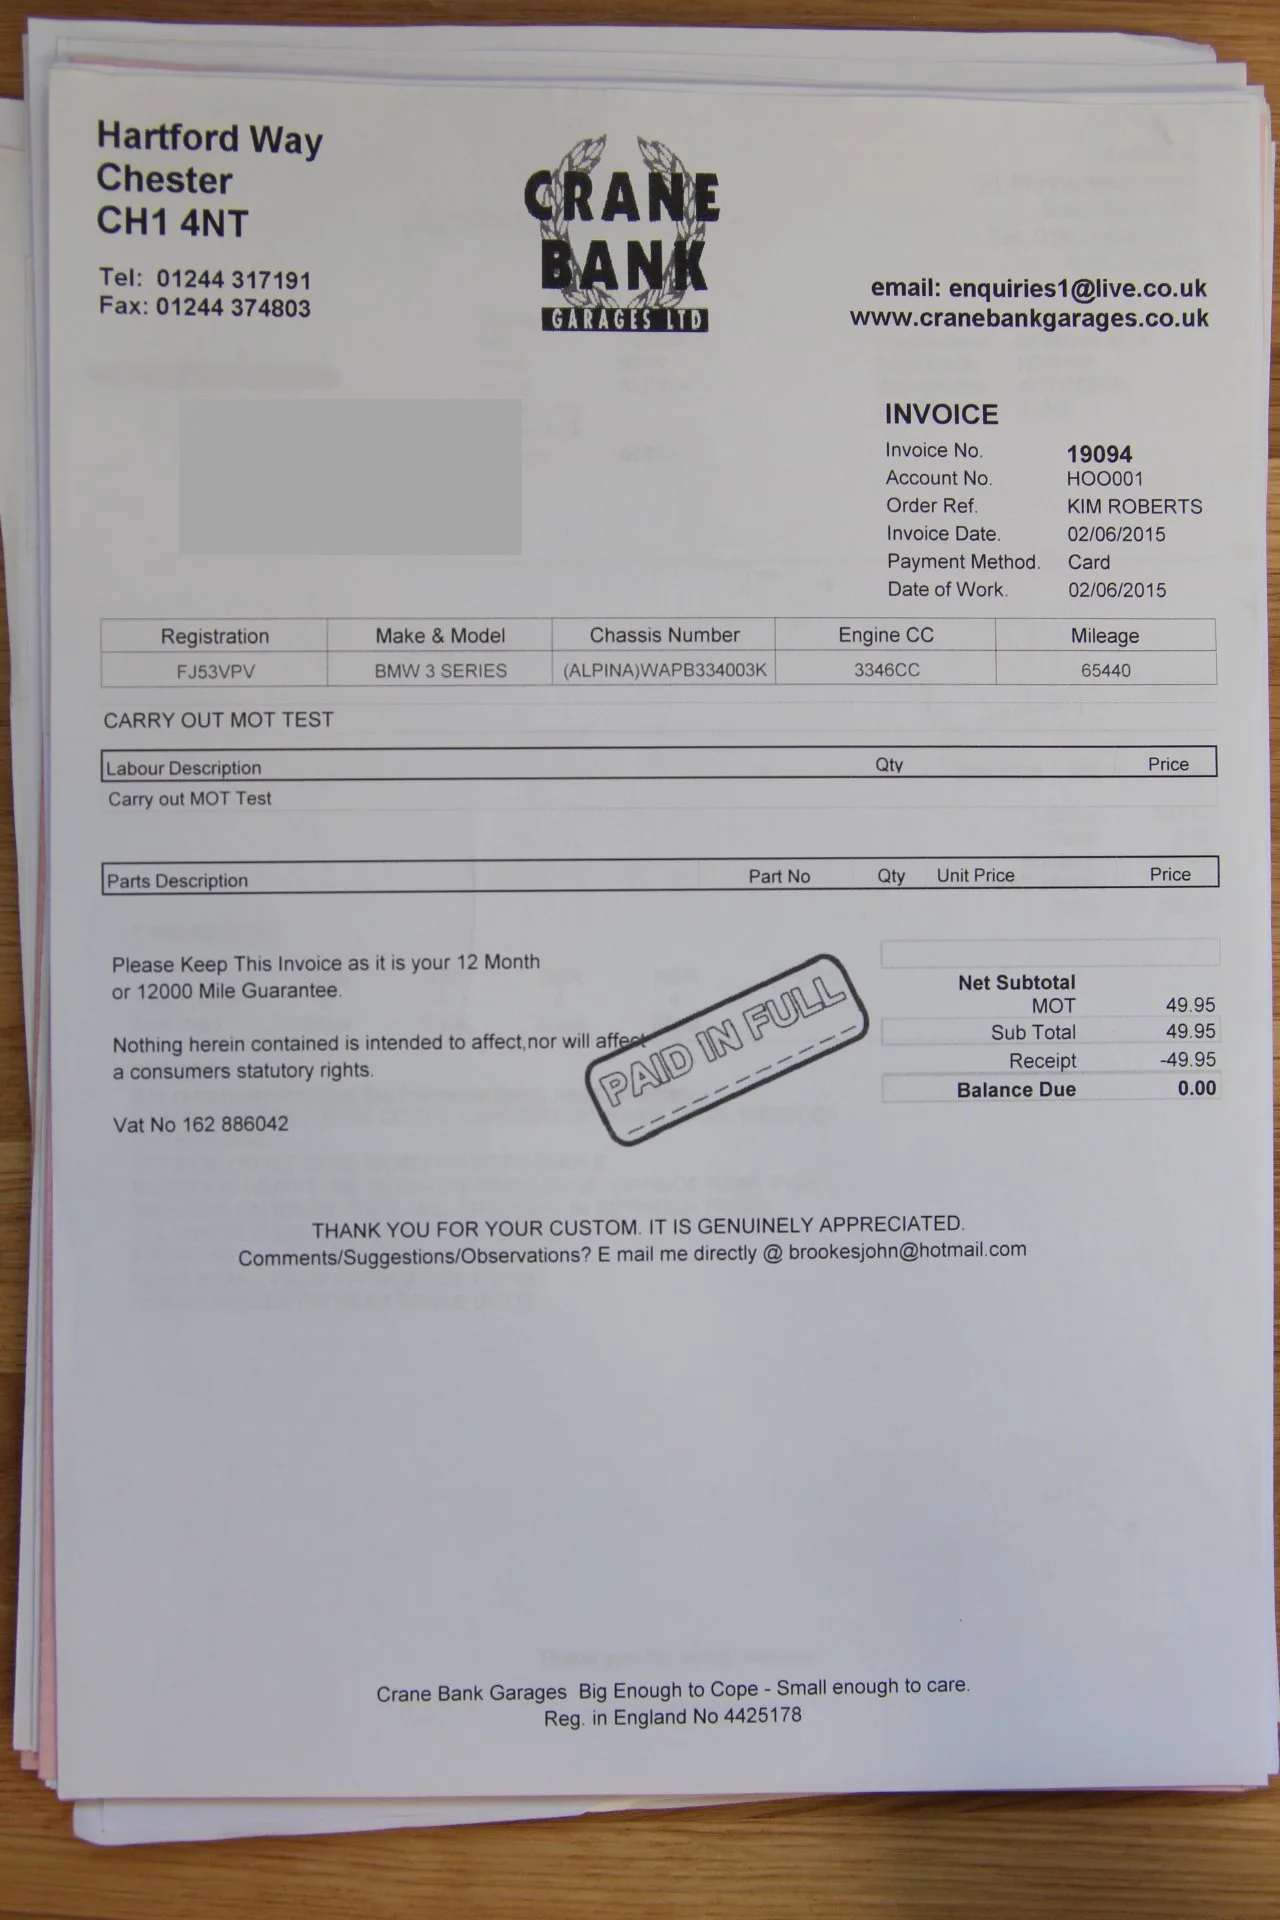 Hartford Way
Chester
CH1 4NT
Tel: 01244 317191
Fax: 01244 374803
CRANE
BANK
GARAGES LTD
email: enquiries1@live.co.uk
www.cranebankgarages.co.uk
INVOICE
Invoice No. 19094
Account No. HOO001
Order Ref. KIM ROBERTS
Invoice Date. 02/06/2015
Payment Method. Card
Date of Work. 02/06/2015
Registration Make & Model Chassis Number Engine CC Mileage
FJ53VPV BMW 3 SERIES (ALPINA)WAPB334003K 3346CC 65440
CARRY OUT MOT TEST
Labour Description Qty Price
Carry out MOT Test
Parts Description Part No Qty Unit Price Price
Please Keep This Invoice as it is your 12 Month
or 12000 Mile Guarantee.
Nothing herein contained is intended to affect,nor will affect
a consumers statutory rights.
Vat No 162 886042
PAID IN FULL
Net Subtotal
MOT 49.95
Sub Total 49.95
Receipt -49.95
Balance Due 0.00
THANK YOU FOR YOUR CUSTOM. IT IS GENUINELY APPRECIATED.
Comments/Suggestions/Observations? E mail me directly @ brookesjohn@hotmail.com
Crane Bank Garages Big Enough to Cope - Small enough to care.
Reg. in England No 4425178